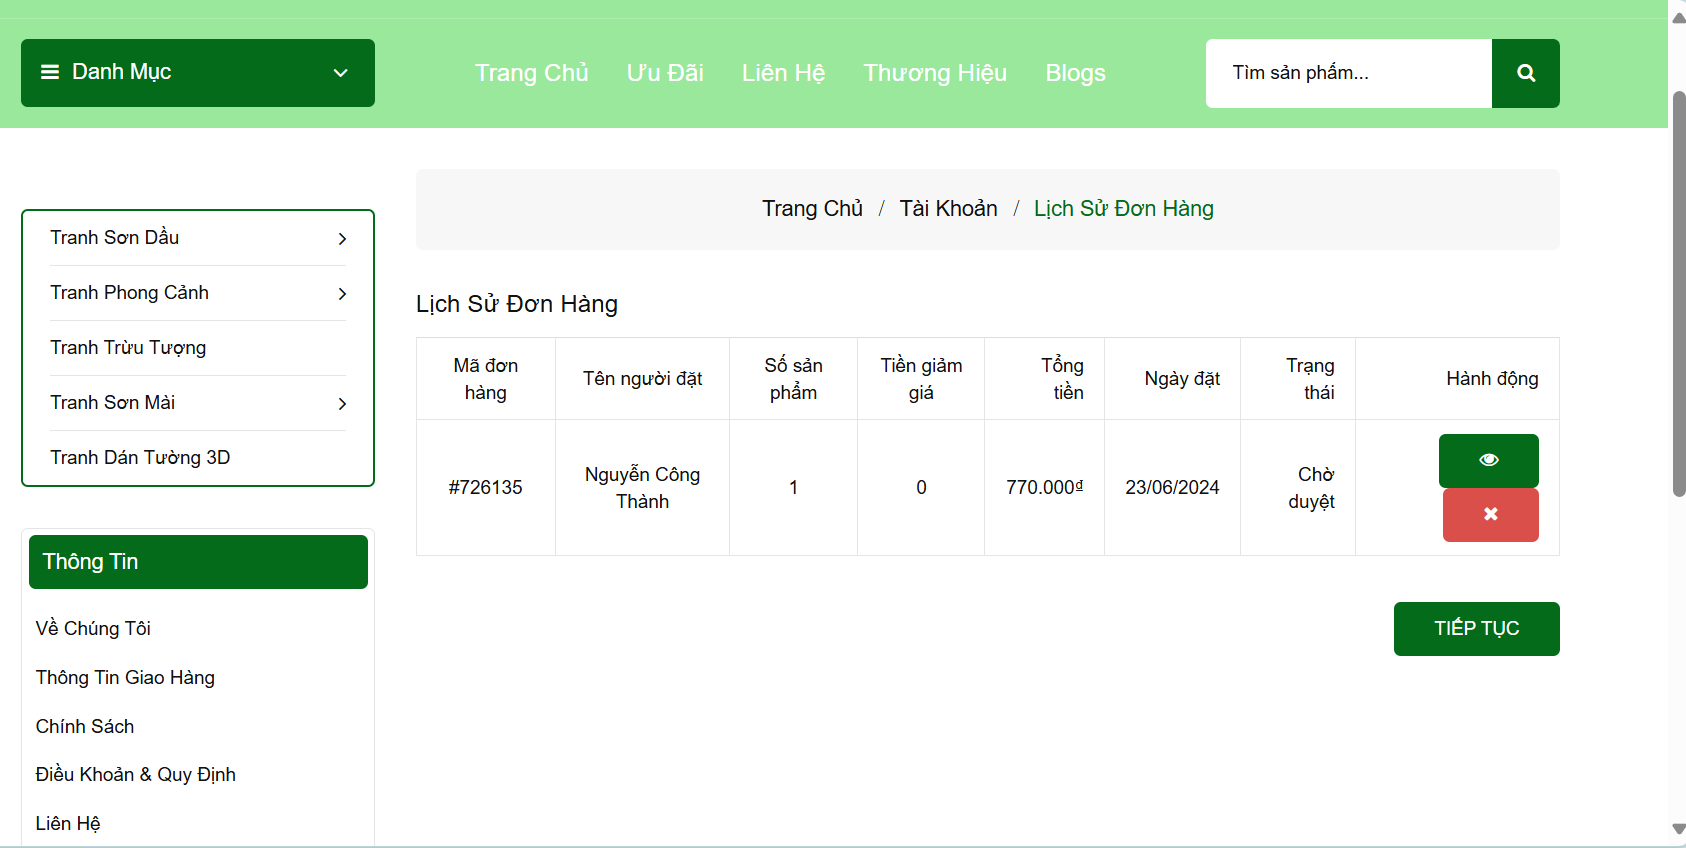 Danh Mục
Trang Chủ Ưu Đãi Liên Hệ Thương Hiệu Blogs
Tìm sản phẩm...
Tranh Sơn Dầu
Tranh Phong Cảnh
Tranh Trừu Tượng
Tranh Sơn Mài
Tranh Dán Tường 3D
Thông Tin
Về Chúng Tôi
Thông Tin Giao Hàng
Chính Sách
Điều Khoản & Quy Định
Liên Hệ
Trang Chủ / Tài Khoản / Lịch Sử Đơn Hàng
Lịch Sử Đơn Hàng
Mã đơn
hàng
Tên người đặt
Số sản
phẩm
Tiền giảm
giá
Tổng
tiền
Ngày đặt
Trạng
thái
Hành động
#726135
Nguyễn Công
Thành
1
0
770.000₫
23/06/2024
Chờ
duyệt
TIẾP TỤC